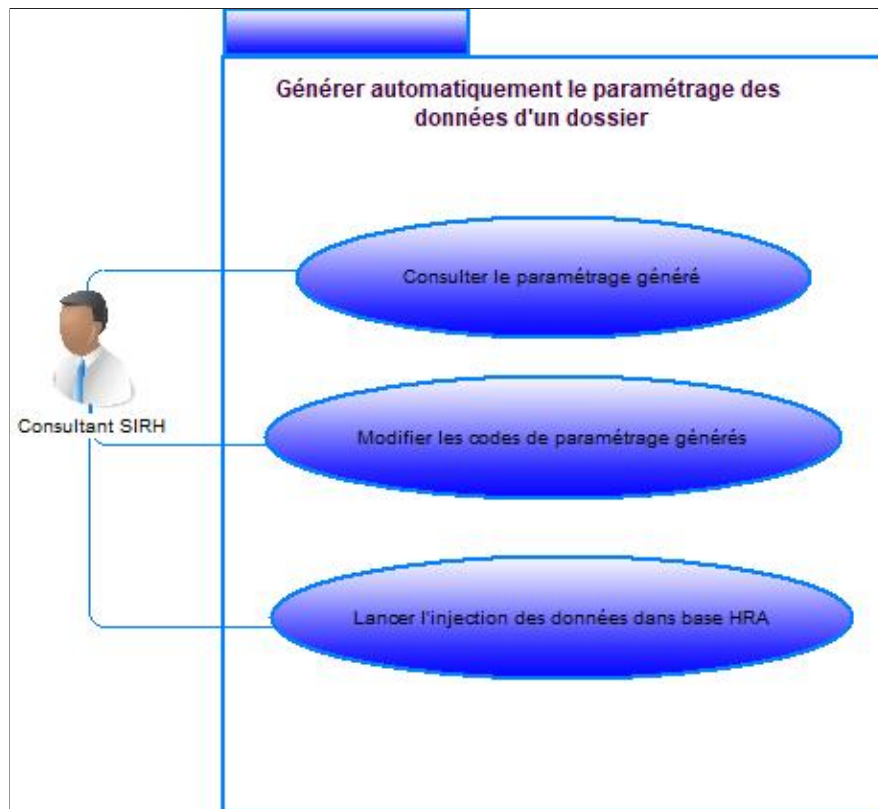 Générer automatiquement le paramétrage des
données d'un dossier
Consulter le paramétrage généré
Consultant SIRH
Modifier les codes de paramétrage générés
Lancer l'injection des données dans base HRA